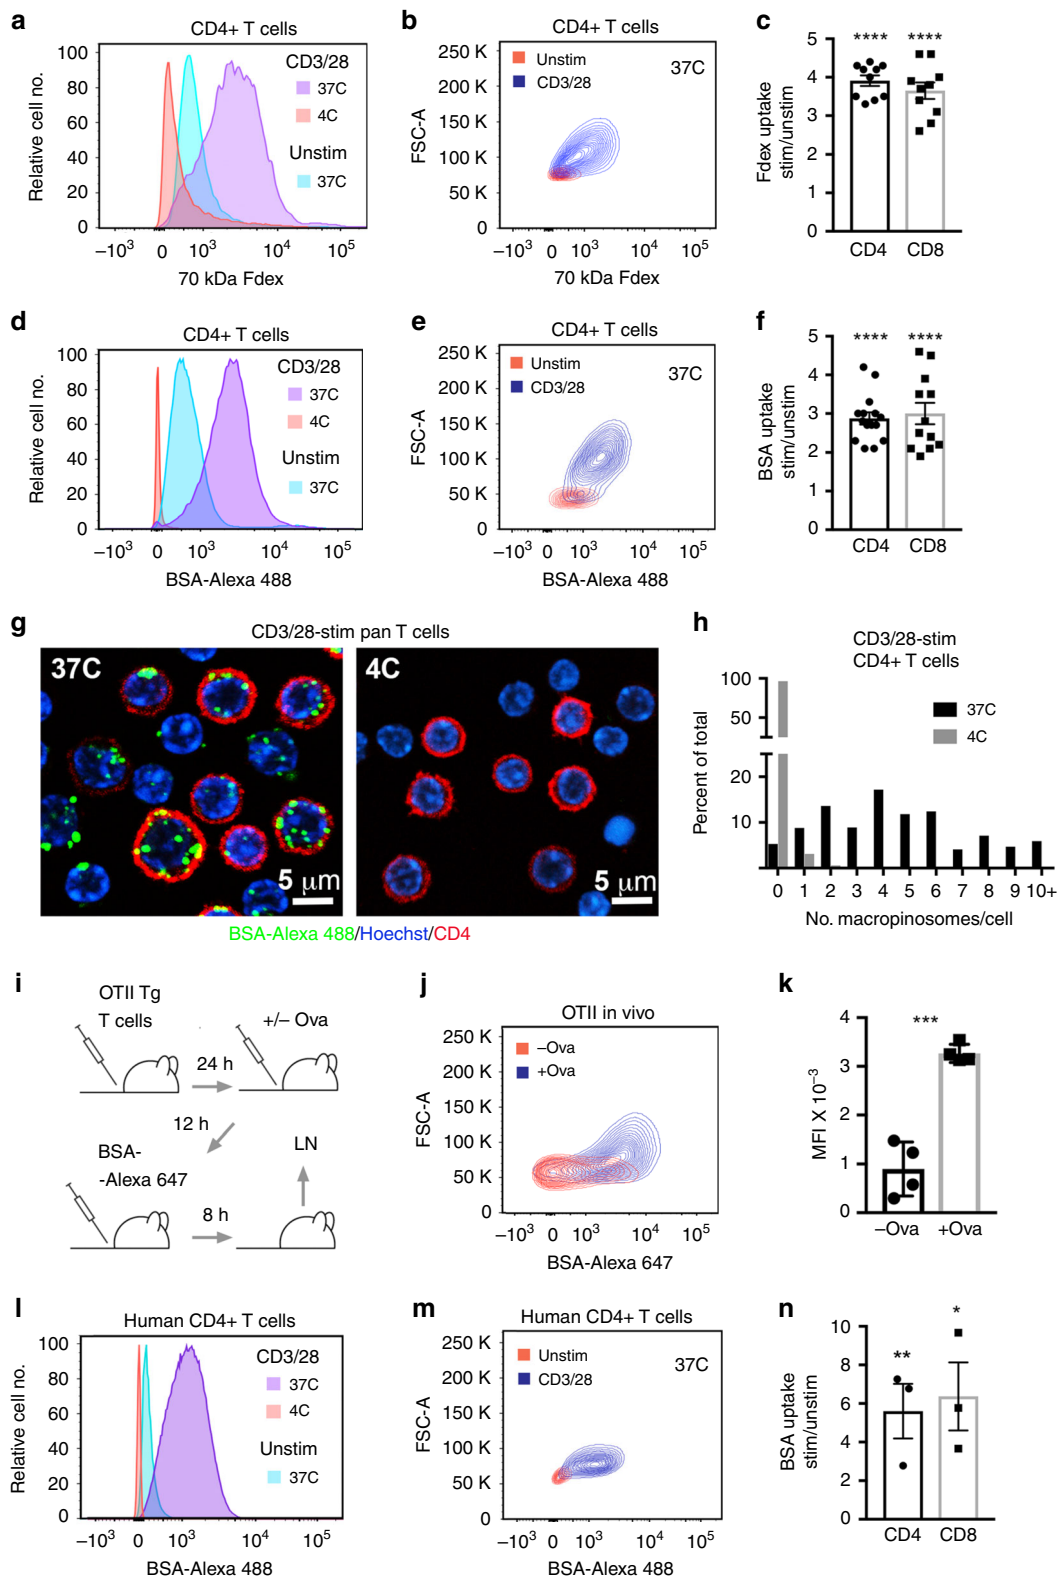 a
CD4+ T cells
Relative cell no.
100
80
60
40
20
0
CD3/28
37C
4C
Unstim
37C
−10³ 0 10³ 10⁴ 10⁵
70 kDa Fdex
b
CD4+ T cells
FSC-A
250 K
200 K
150 K
100 K
50 K
0
Unstim
CD3/28
37C
−10³ 0 10³ 10⁴ 10⁵
70 kDa Fdex
c
Fdex uptake
stim/unstim
5
4
3
2
1
0
**** ****
CD4 CD8
d
CD4+ T cells
Relative cell no.
100
80
60
40
20
0
CD3/28
37C
4C
Unstim
37C
−10³ 0 10³ 10⁴ 10⁵
BSA-Alexa 488
e
CD4+ T cells
FSC-A
250 K
200 K
150 K
100 K
50 K
0
Unstim
CD3/28
37C
−10³ 0 10³ 10⁴ 10⁵
BSA-Alexa 488
f
BSA uptake
stim/unstim
5
4
3
2
1
0
**** ****
CD4 CD8
g
CD3/28-stim pan T cells
37C
5 μm
4C
5 μm
BSA-Alexa 488/Hoechst/CD4
h
CD3/28-stim
CD4+ T cells
Percent of total
100
50
20
10
37C
4C
0 1 2 3 4 5 6 7 8 9 10+
No. macropinosomes/cell
i
OTII Tg
T cells
24 h
+/− Ova
12 h
BSA-
-Alexa 647
8 h
LN
j
OTII in vivo
FSC-A
250 K
200 K
150 K
100 K
50 K
0
−Ova
+Ova
−10³ 0 10³ 10⁴ 10⁵
BSA-Alexa 647
k
MFI X 10⁻³
4
3
2
1
0
***
−Ova +Ova
l
Human CD4+ T cells
Relative cell no.
100
80
60
40
20
0
CD3/28
37C
4C
Unstim
37C
−10³ 0 10³ 10⁴ 10⁵
BSA-Alexa 488
m
Human CD4+ T cells
FSC-A
250 K
200 K
150 K
100 K
50 K
0
Unstim
CD3/28
37C
−10³ 0 10³ 10⁴ 10⁵
BSA-Alexa 488
n
BSA uptake
stim/unstim
10
8
6
4
2
0
** *
CD4 CD8